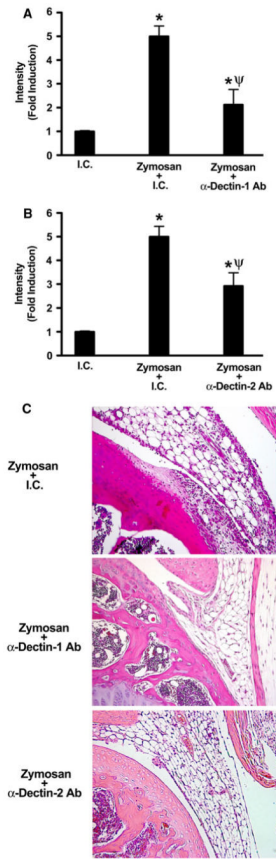 A
Intensity
(Fold Induction)
6
5
4
3
2
1
0
*
*Ψ
I.C.
Zymosan
+
I.C.
Zymosan
+
α-Dectin-1 Ab
B
Intensity
(Fold Induction)
6
5
4
3
2
1
0
*
*Ψ
I.C.
Zymosan
+
I.C.
Zymosan
+
α-Dectin-2 Ab
C
Zymosan
+
I.C.
Zymosan
+
α-Dectin-1 Ab
Zymosan
+
α-Dectin-2 Ab